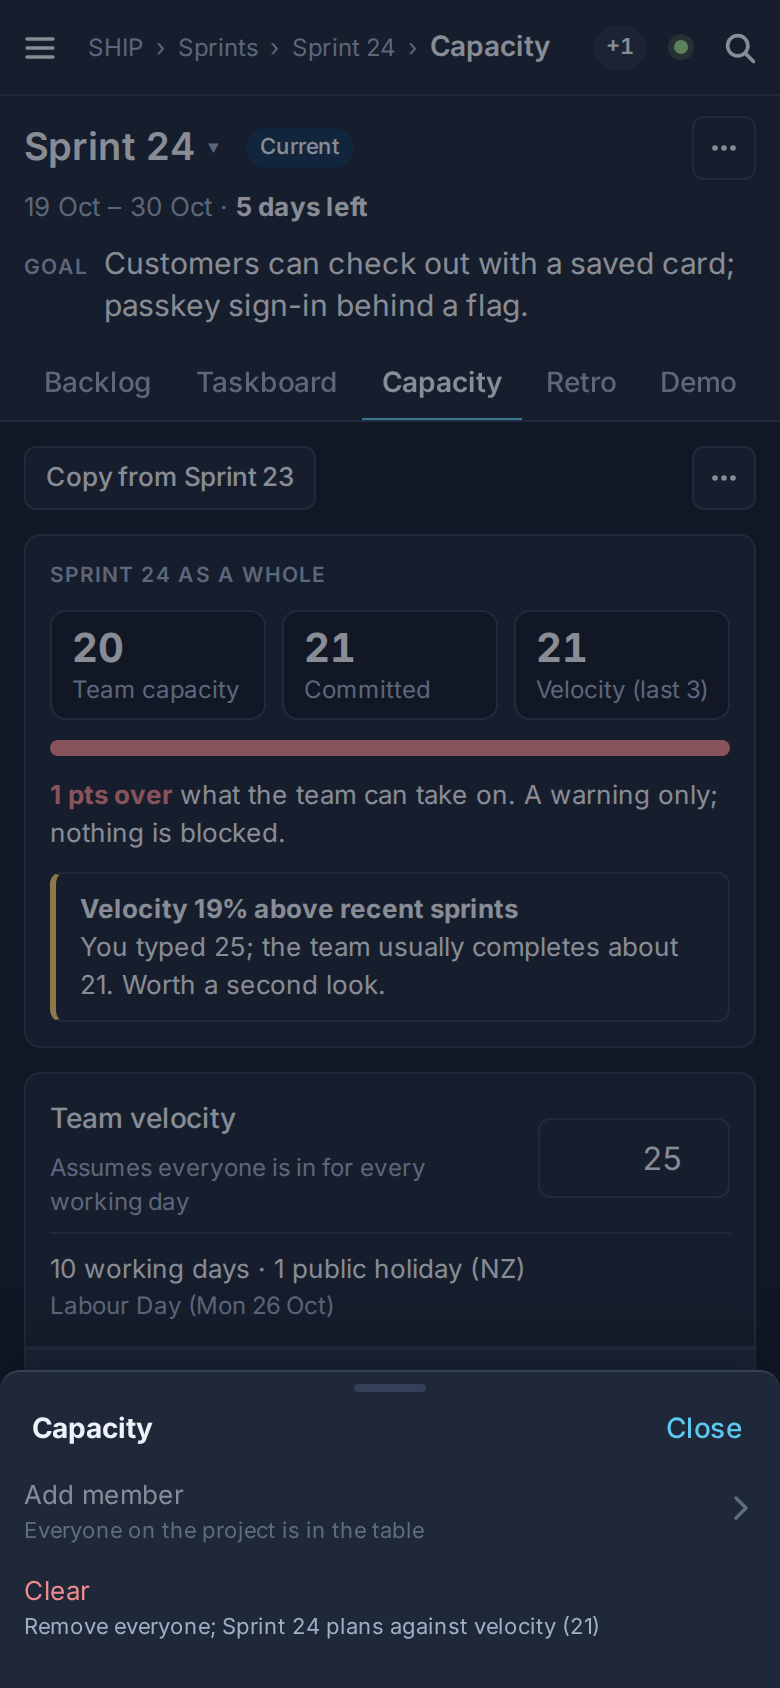 SHIP › Sprints › Sprint 24 › Capacity +1
Sprint 24 ▾ Current
19 Oct – 30 Oct · 5 days left
GOAL Customers can check out with a saved card;
passkey sign-in behind a flag.
Backlog Taskboard Capacity Retro Demo
Copy from Sprint 23
SPRINT 24 AS A WHOLE
20 21 21
Team capacity Committed Velocity (last 3)
1 pts over what the team can take on. A warning only;
nothing is blocked.
Velocity 19% above recent sprints
You typed 25; the team usually completes about
21. Worth a second look.
Team velocity
25
Assumes everyone is in for every
working day
10 working days · 1 public holiday (NZ)
Labour Day (Mon 26 Oct)
Capacity Close
Add member
Everyone on the project is in the table
Clear
Remove everyone; Sprint 24 plans against velocity (21)